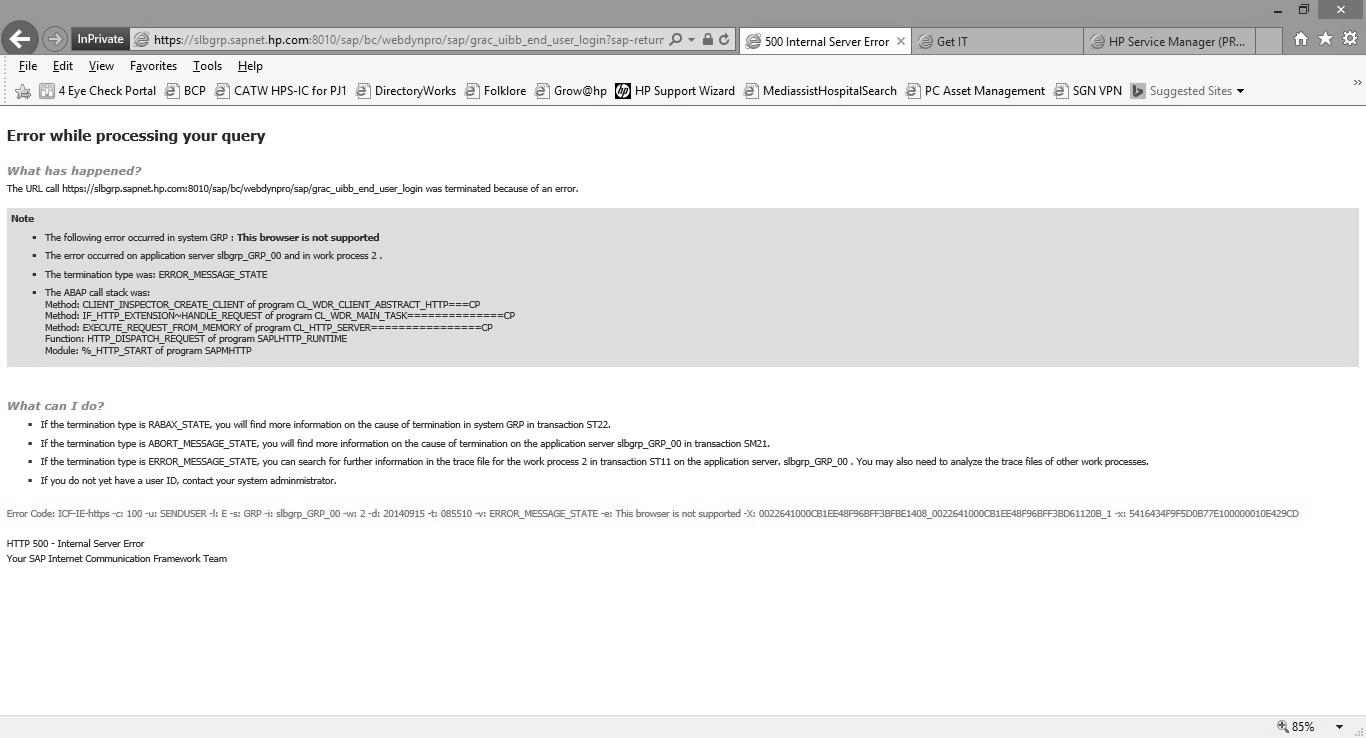 InPrivate https://slbgrp.sapnet.hp.com:8010/sap/bc/webdynpro/sap/grac_uibb_end_user_login?sap-return 500 Internal Server Error Get IT HP Service Manager (PR...
File Edit View Favorites Tools Help
4 Eye Check Portal BCP CATW HPS-IC for PJ1 DirectoryWorks Folklore Grow@hp hp HP Support Wizard MediassistHospitalSearch PC Asset Management SGN VPN Suggested Sites
Error while processing your query
What has happened?
The URL call https://slbgrp.sapnet.hp.com:8010/sap/bc/webdynpro/sap/grac_uibb_end_user_login was terminated because of an error.
Note
The following error occurred in system GRP : This browser is not supported
The error occurred on application server slbgrp_GRP_00 and in work process 2 .
The termination type was: ERROR_MESSAGE_STATE
The ABAP call stack was:
Method: CLIENT_INSPECTOR_CREATE_CLIENT of program CL_WDR_CLIENT_ABSTRACT_HTTP===CP
Method: IF_HTTP_EXTENSION~HANDLE_REQUEST of program CL_WDR_MAIN_TASK==============CP
Method: EXECUTE_REQUEST_FROM_MEMORY of program CL_HTTP_SERVER================CP
Function: HTTP_DISPATCH_REQUEST of program SAPLHTTP_RUNTIME
Module: %_HTTP_START of program SAPMHTTP
What can I do?
If the termination type is RABAX_STATE, you will find more information on the cause of termination in system GRP in transaction ST22.
If the termination type is ABORT_MESSAGE_STATE, you will find more information on the cause of termination on the application server slbgrp_GRP_00 in transaction SM21.
If the termination type is ERROR_MESSAGE_STATE, you can search for further information in the trace file for the work process 2 in transaction ST11 on the application server. slbgrp_GRP_00 . You may also need to analyze the trace files of other work processes.
If you do not yet have a user ID, contact your system adminmistrator.
Error Code: ICF-IE-https -c: 100 -u: SENDUSER -l: E -s: GRP -i: slbgrp_GRP_00 -w: 2 -d: 20140915 -t: 085510 -v: ERROR_MESSAGE_STATE -e: This browser is not supported -X: 0022641000CB1EE48F96BFF3BFBE1408_0022641000CB1EE48F96BFF3BD61120B_1 -x: 5416434F9F5D0B77E100000010E429CD
HTTP 500 - Internal Server Error
Your SAP Internet Communication Framework Team
85%